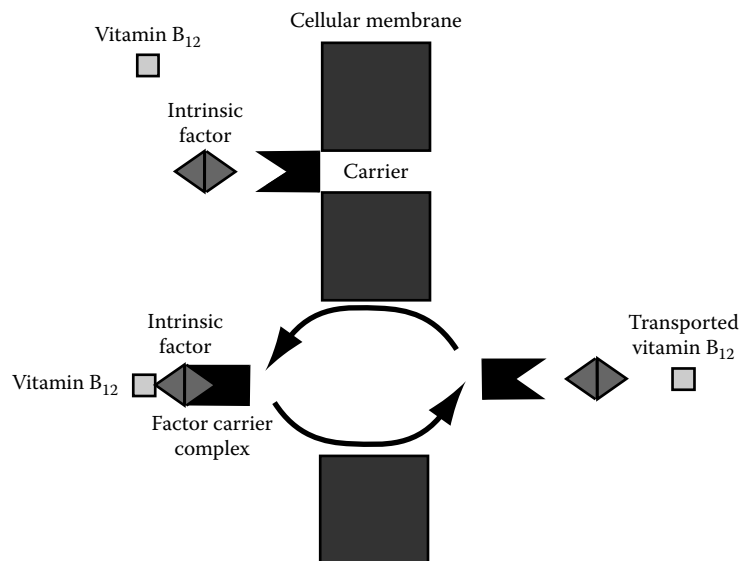 Cellular membrane
Vitamin B12
Intrinsic
factor
Carrier
Intrinsic
factor
Transported
vitamin B12
Vitamin B12
Factor carrier
complex